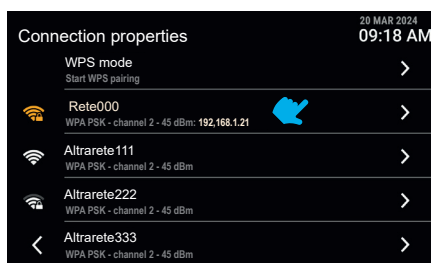 20 MAR 2024
Connection properties
09:18 AM
WPS mode
Start WPS pairing
Rete000
WPA PSK - channel 2 - 45 dBm: 192,168.1.21
Altrarete111
WPA PSK - channel 2 - 45 dBm
Altrarete222
WPA PSK - channel 2 - 45 dBm
Altrarete333
WPA PSK - channel 2 - 45 dBm